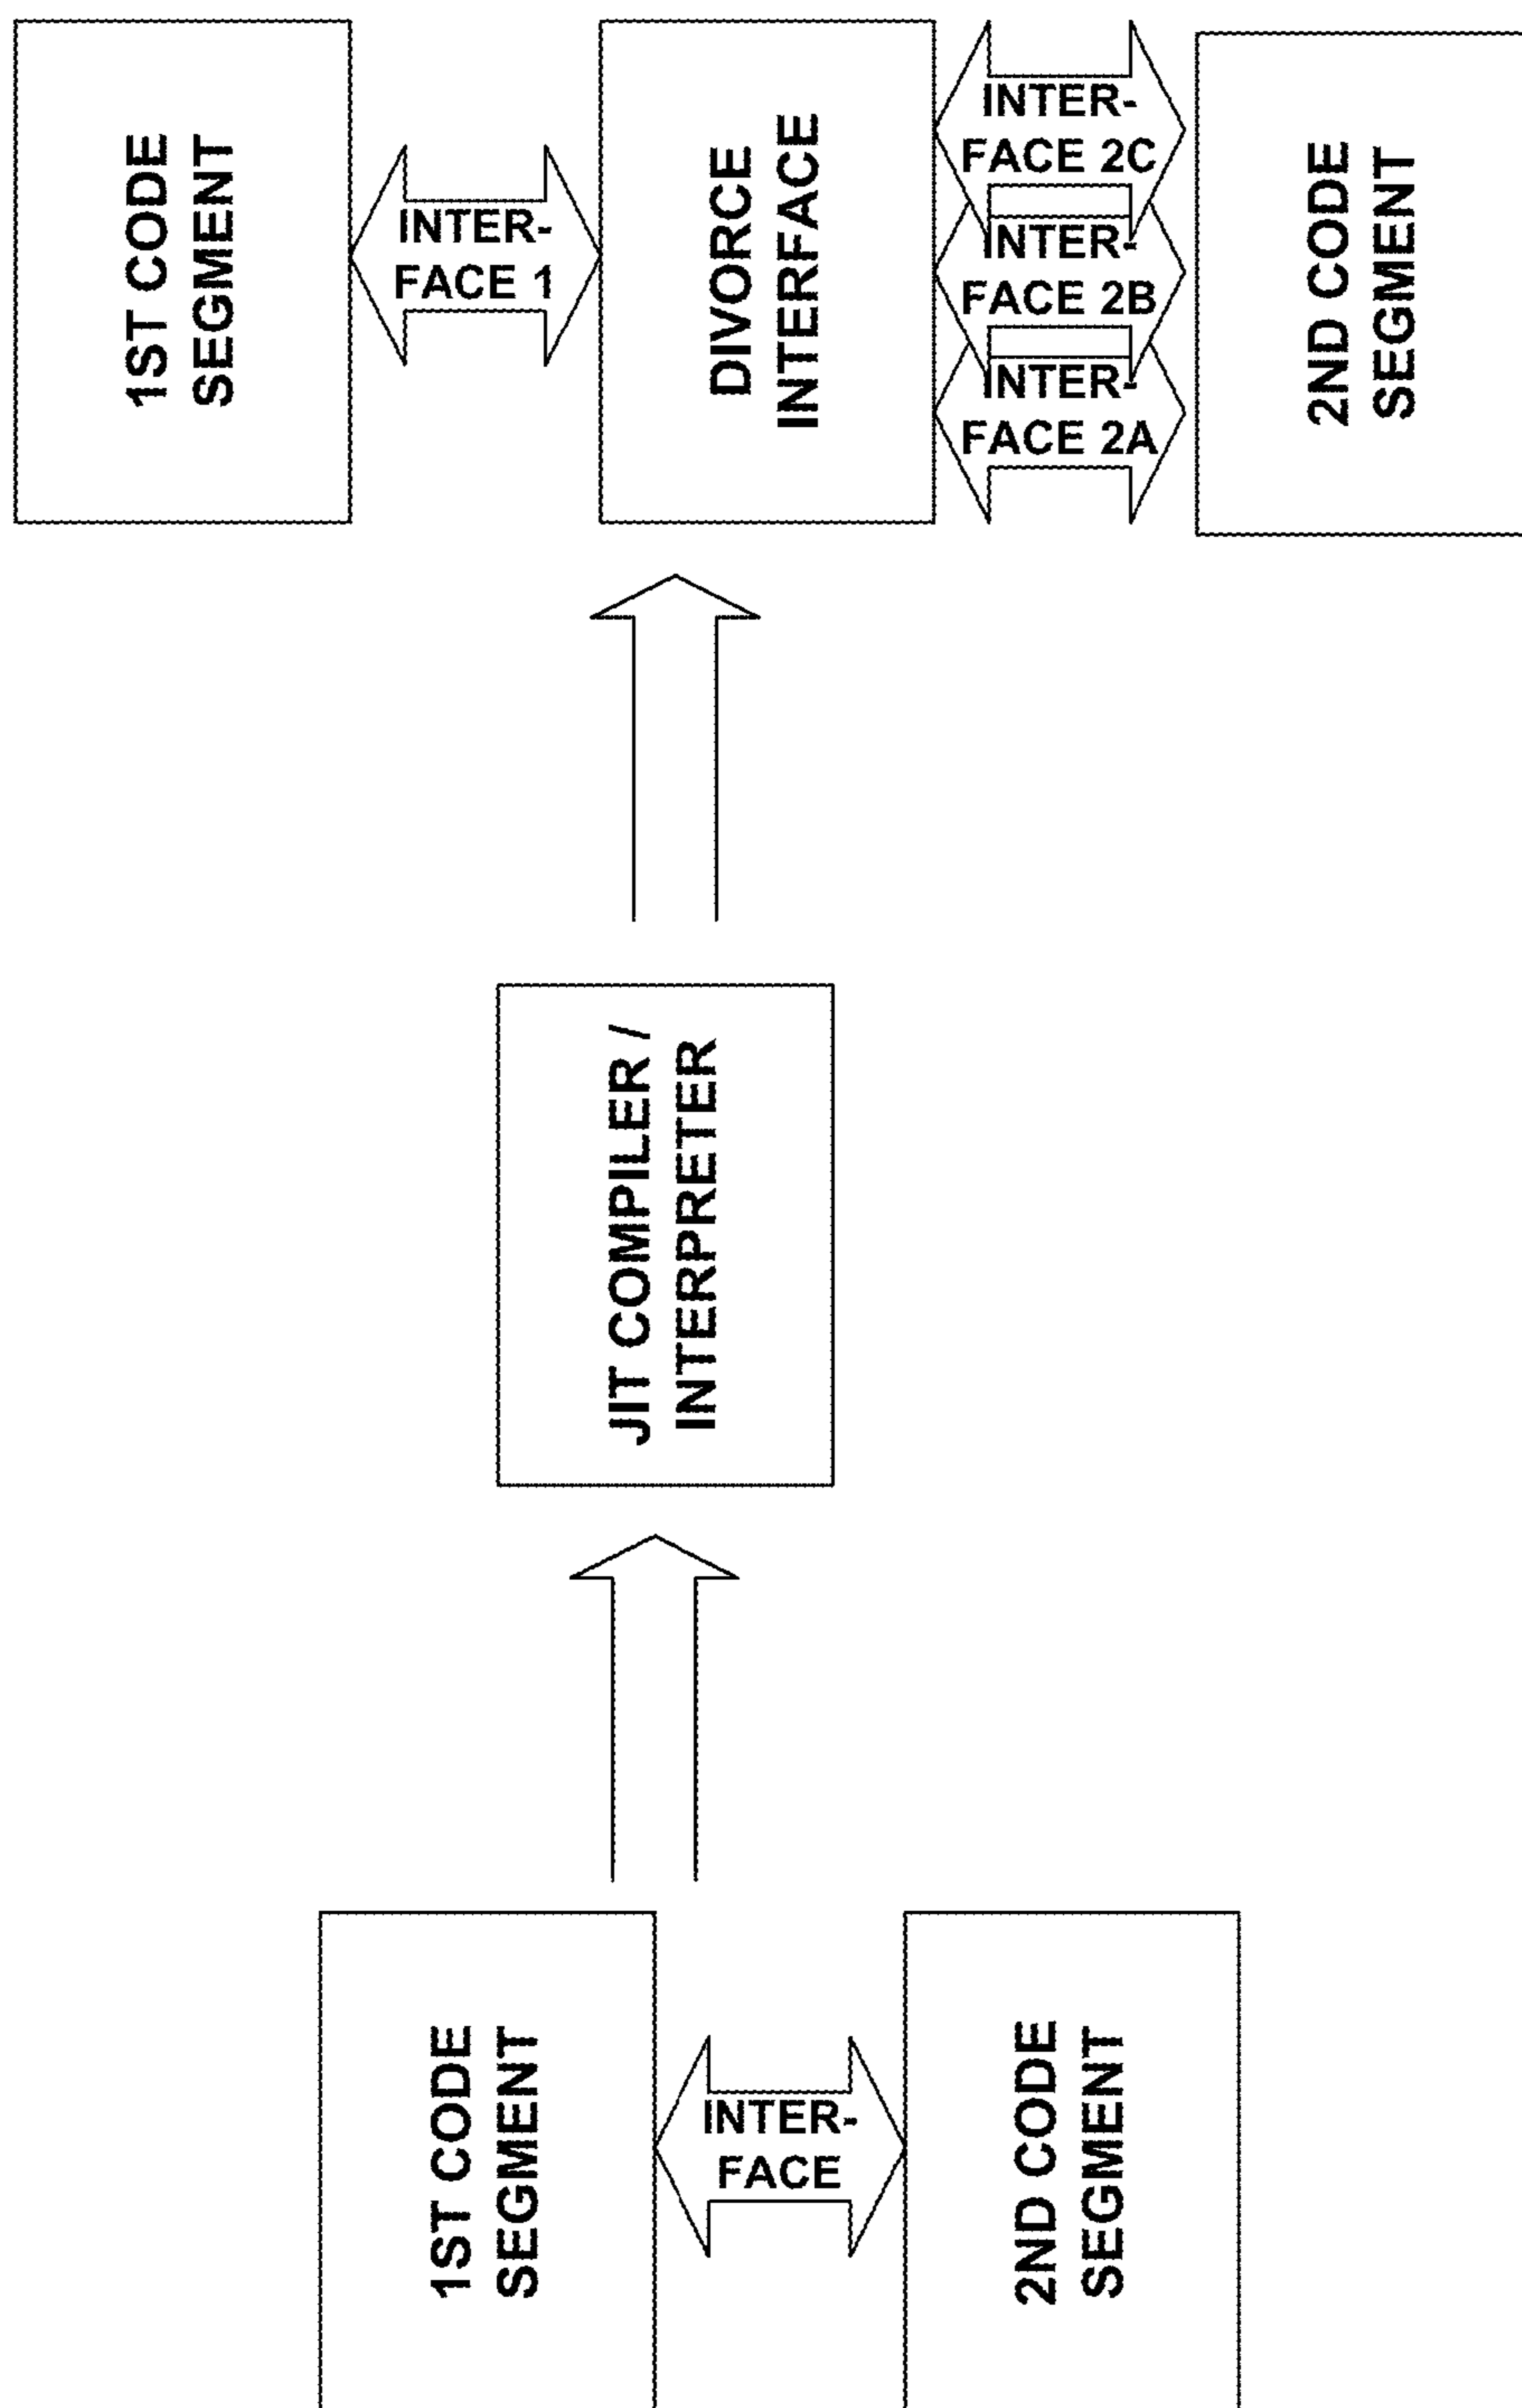 1ST CODE
SEGMENT
INTER-
FACE 1
DIVORCE
INTERFACE
INTER-
FACE 2C
INTER-
FACE 2B
INTER-
FACE 2A
2ND CODE
SEGMENT
JIT COMPILER /
INTERPRETER
1ST CODE
SEGMENT
INTER-
FACE
2ND CODE
SEGMENT